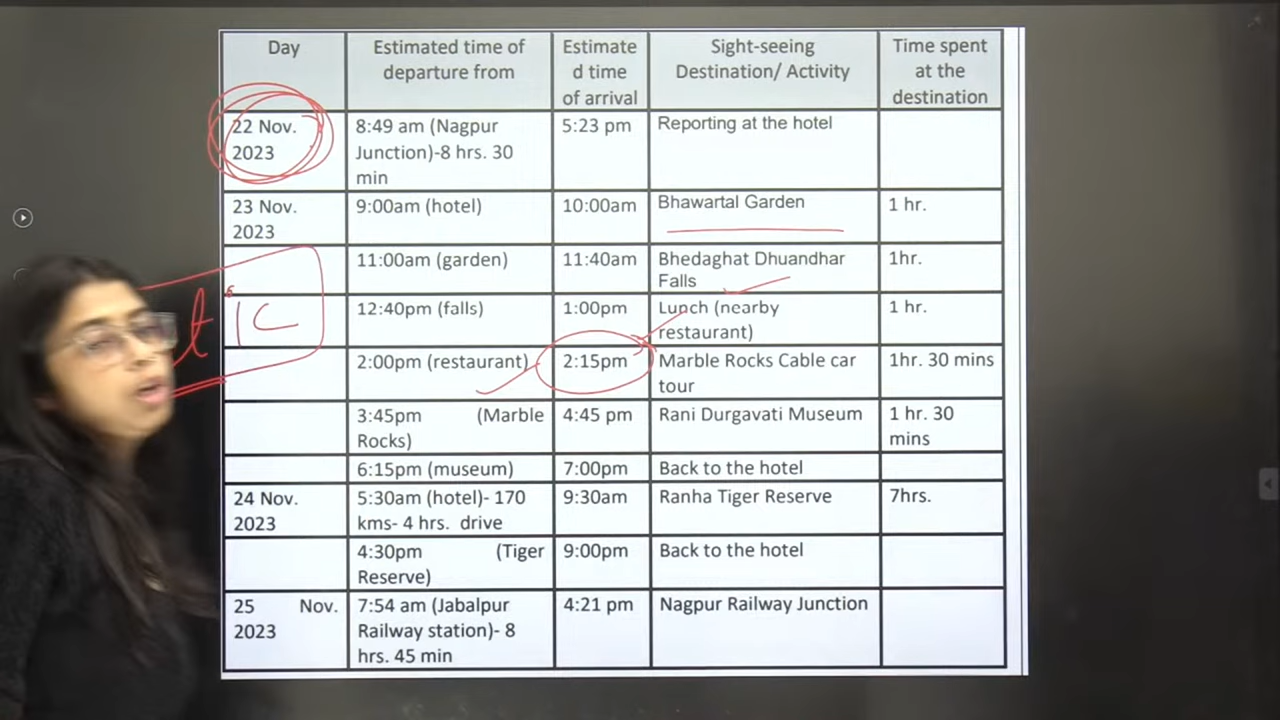 Day
Estimated time of
departure from
Estimate
d time
of arrival
Sight-seeing
Destination/ Activity
Time spent
at the
destination
22 Nov.
2023
8:49 am (Nagpur
Junction)-8 hrs. 30
min
5:23 pm
Reporting at the hotel
23 Nov.
2023
9:00am (hotel)
10:00am
Bhawartal Garden
1 hr.
11:00am (garden)
11:40am
Bhedaghat Dhuandhar
Falls
1hr.
12:40pm (falls)
1:00pm
Lunch (nearby
restaurant)
1 hr.
2:00pm (restaurant)
2:15pm
Marble Rocks Cable car
tour
1hr. 30 mins
3:45pm (Marble
Rocks)
4:45 pm
Rani Durgavati Museum
1 hr. 30
mins
6:15pm (museum)
7:00pm
Back to the hotel
24 Nov.
2023
5:30am (hotel)- 170
kms- 4 hrs. drive
9:30am
Ranha Tiger Reserve
7hrs.
4:30pm (Tiger
Reserve)
9:00pm
Back to the hotel
25 Nov.
2023
7:54 am (Jabalpur
Railway station)- 8
hrs. 45 min
4:21 pm
Nagpur Railway Junction